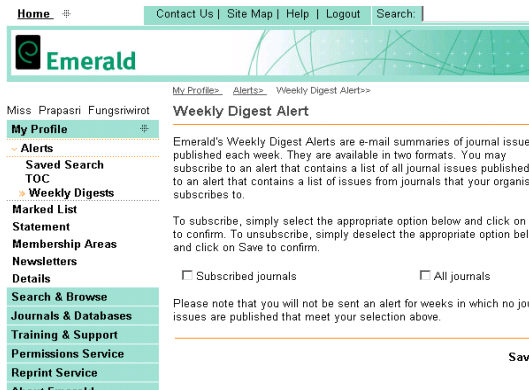 Home
Contact Us | Site Map | Help | Logout Search:
Emerald
My Profile> Alerts> Weekly Digest Alert>>
Miss Prapasri Fungsriwirot
Weekly Digest Alert
My Profile
Alerts
Saved Search
TOC
» Weekly Digests
Marked List
Statement
Membership Areas
Newsletters
Details
Search & Browse
Journals & Databases
Training & Support
Permissions Service
Reprint Service
About Emerald
Emerald's Weekly Digest Alerts are e-mail summaries of journal issue
published each week. They are available in two formats. You may
subscribe to an alert that contains a list of all journal issues published
to an alert that contains a list of issues from journals that your organis
subscribes to.
To subscribe, simply select the appropriate option below and click on
to confirm. To unsubscribe, simply deselect the appropriate option bel
and click on Save to confirm.
Subscribed journals All journals
Please note that you will not be sent an alert for weeks in which no jou
issues are published that meet your selection above.
Sav